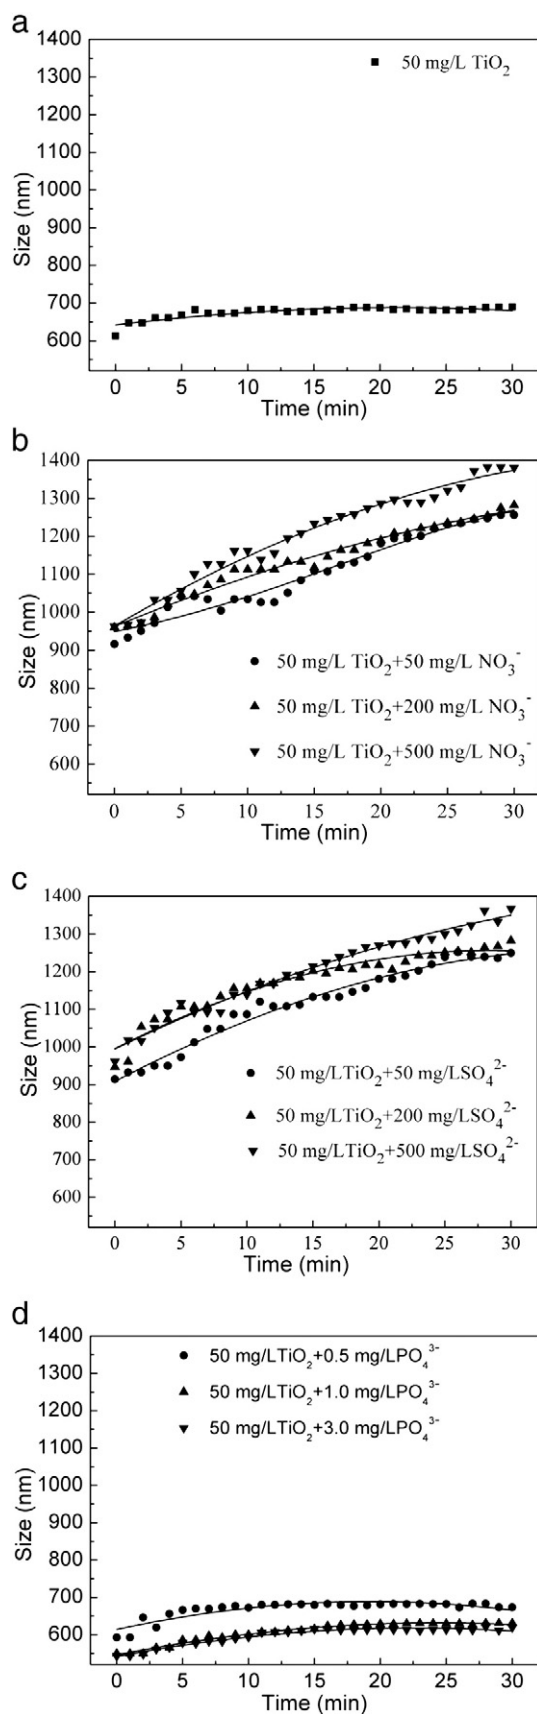 a
1400
50 mg/L TiO₂
1300
1200
1100
1000
900
800
700
600
Size (nm)
0 5 10 15 20 25 30
Time (min)
b
1400
1300
1200
1100
1000
900
800
700
600
Size (nm)
50 mg/L TiO₂+50 mg/L NO₃⁻
50 mg/L TiO₂+200 mg/L NO₃⁻
50 mg/L TiO₂+500 mg/L NO₃⁻
0 5 10 15 20 25 30
Time (min)
c
1400
1300
1200
1100
1000
900
800
700
600
Size (nm)
50 mg/LTiO₂+50 mg/LSO₄²⁻
50 mg/LTiO₂+200 mg/LSO₄²⁻
50 mg/LTiO₂+500 mg/LSO₄²⁻
0 5 10 15 20 25 30
Time (min)
d
1400
1300
1200
1100
1000
900
800
700
600
Size (nm)
50 mg/LTiO₂+0.5 mg/LPO₄³⁻
50 mg/LTiO₂+1.0 mg/LPO₄³⁻
50 mg/LTiO₂+3.0 mg/LPO₄³⁻
0 5 10 15 20 25 30
Time (min)